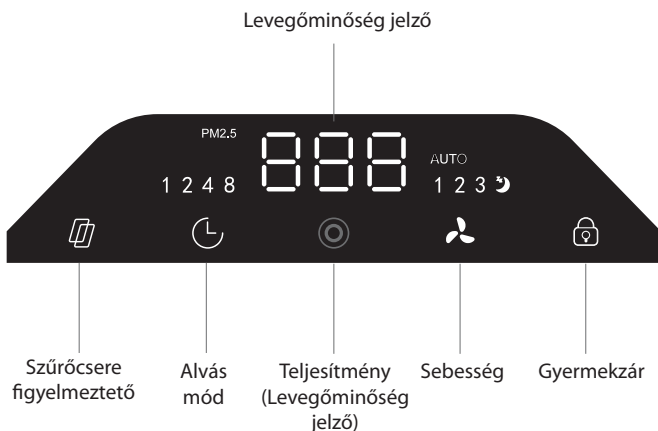 Levegőminőség jelző
PM2.5
888
AUTO
1 2 4 8
1 2 3
Szűrőcsere
figyelmeztető
Alvás
mód
Teljesítmény
(Levegőminőség
jelző)
Sebesség
Gyermekzár